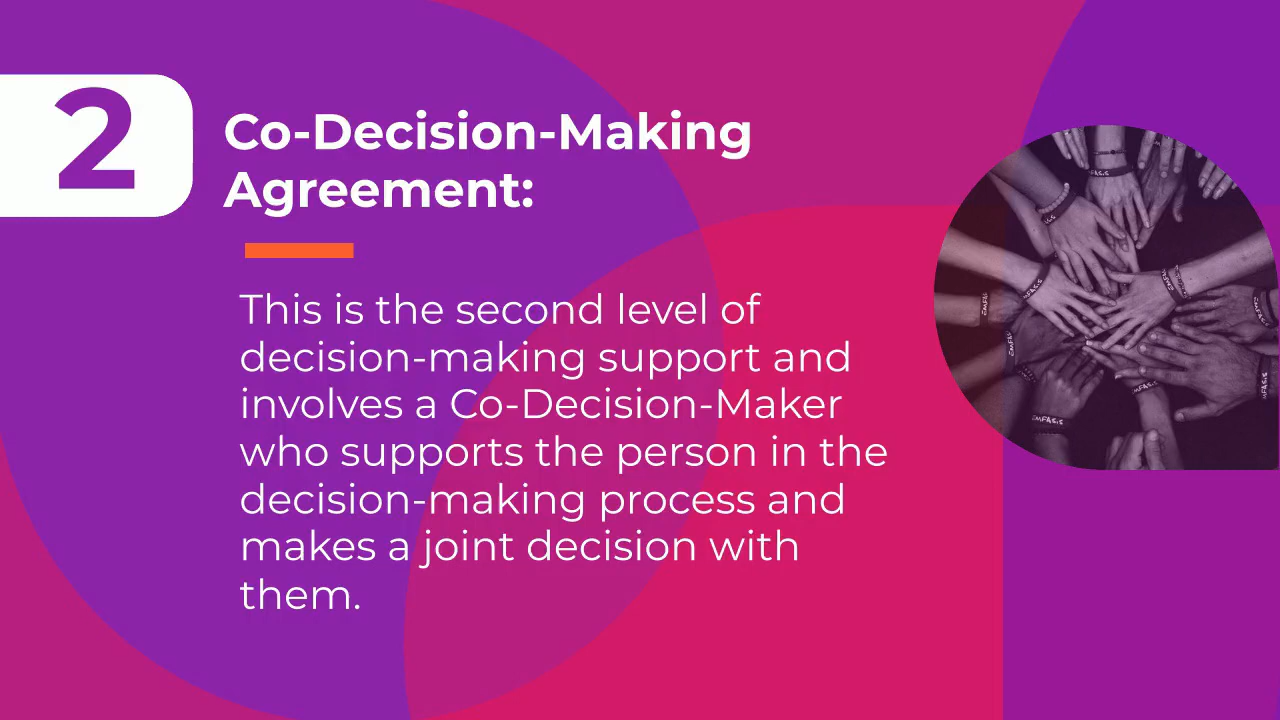 2
Co-Decision-Making
Agreement:
This is the second level of
decision-making support and
involves a Co-Decision-Maker
who supports the person in the
decision-making process and
makes a joint decision with
them.
EMFASIS